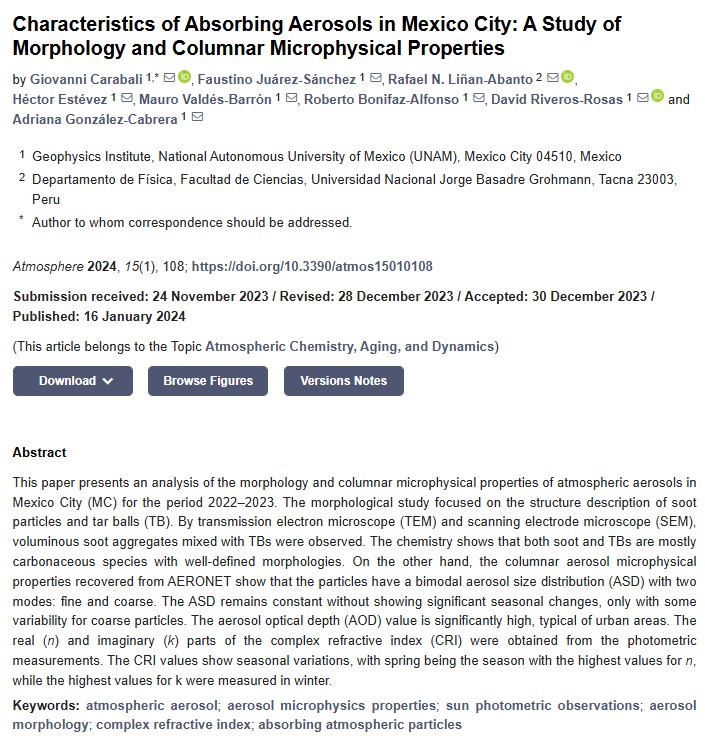 Characteristics of Absorbing Aerosols in Mexico City: A Study of
Morphology and Columnar Microphysical Properties
by Giovanni Carabali 1,* , Faustino Juárez-Sánchez 1 , Rafael N. Liñan-Abanto 2 ,
Héctor Estévez 1 , Mauro Valdés-Barrón 1 , Roberto Bonifaz-Alfonso 1 , David Riveros-Rosas 1 and
Adriana González-Cabrera 1
1 Geophysics Institute, National Autonomous University of Mexico (UNAM), Mexico City 04510, Mexico
2 Departamento de Física, Facultad de Ciencias, Universidad Nacional Jorge Basadre Grohmann, Tacna 23003,
Peru
* Author to whom correspondence should be addressed.
Atmosphere 2024, 15(1), 108; https://doi.org/10.3390/atmos15010108
Submission received: 24 November 2023 / Revised: 28 December 2023 / Accepted: 30 December 2023 /
Published: 16 January 2024
(This article belongs to the Topic Atmospheric Chemistry, Aging, and Dynamics)
Download Browse Figures Versions Notes
Abstract
This paper presents an analysis of the morphology and columnar microphysical properties of atmospheric aerosols in
Mexico City (MC) for the period 2022–2023. The morphological study focused on the structure description of soot
particles and tar balls (TB). By transmission electron microscope (TEM) and scanning electrode microscope (SEM),
voluminous soot aggregates mixed with TBs were observed. The chemistry shows that both soot and TBs are mostly
carbonaceous species with well-defined morphologies. On the other hand, the columnar aerosol microphysical
properties recovered from AERONET show that the particles have a bimodal aerosol size distribution (ASD) with two
modes: fine and coarse. The ASD remains constant without showing significant seasonal changes, only with some
variability for coarse particles. The aerosol optical depth (AOD) value is significantly high, typical of urban areas. The
real (n) and imaginary (k) parts of the complex refractive index (CRI) were obtained from the photometric
measurements. The CRI values show seasonal variations, with spring being the season with the highest values for n,
while the highest values for k were measured in winter.
Keywords: atmospheric aerosol; aerosol microphysics properties; sun photometric observations; aerosol
morphology; complex refractive index; absorbing atmospheric particles